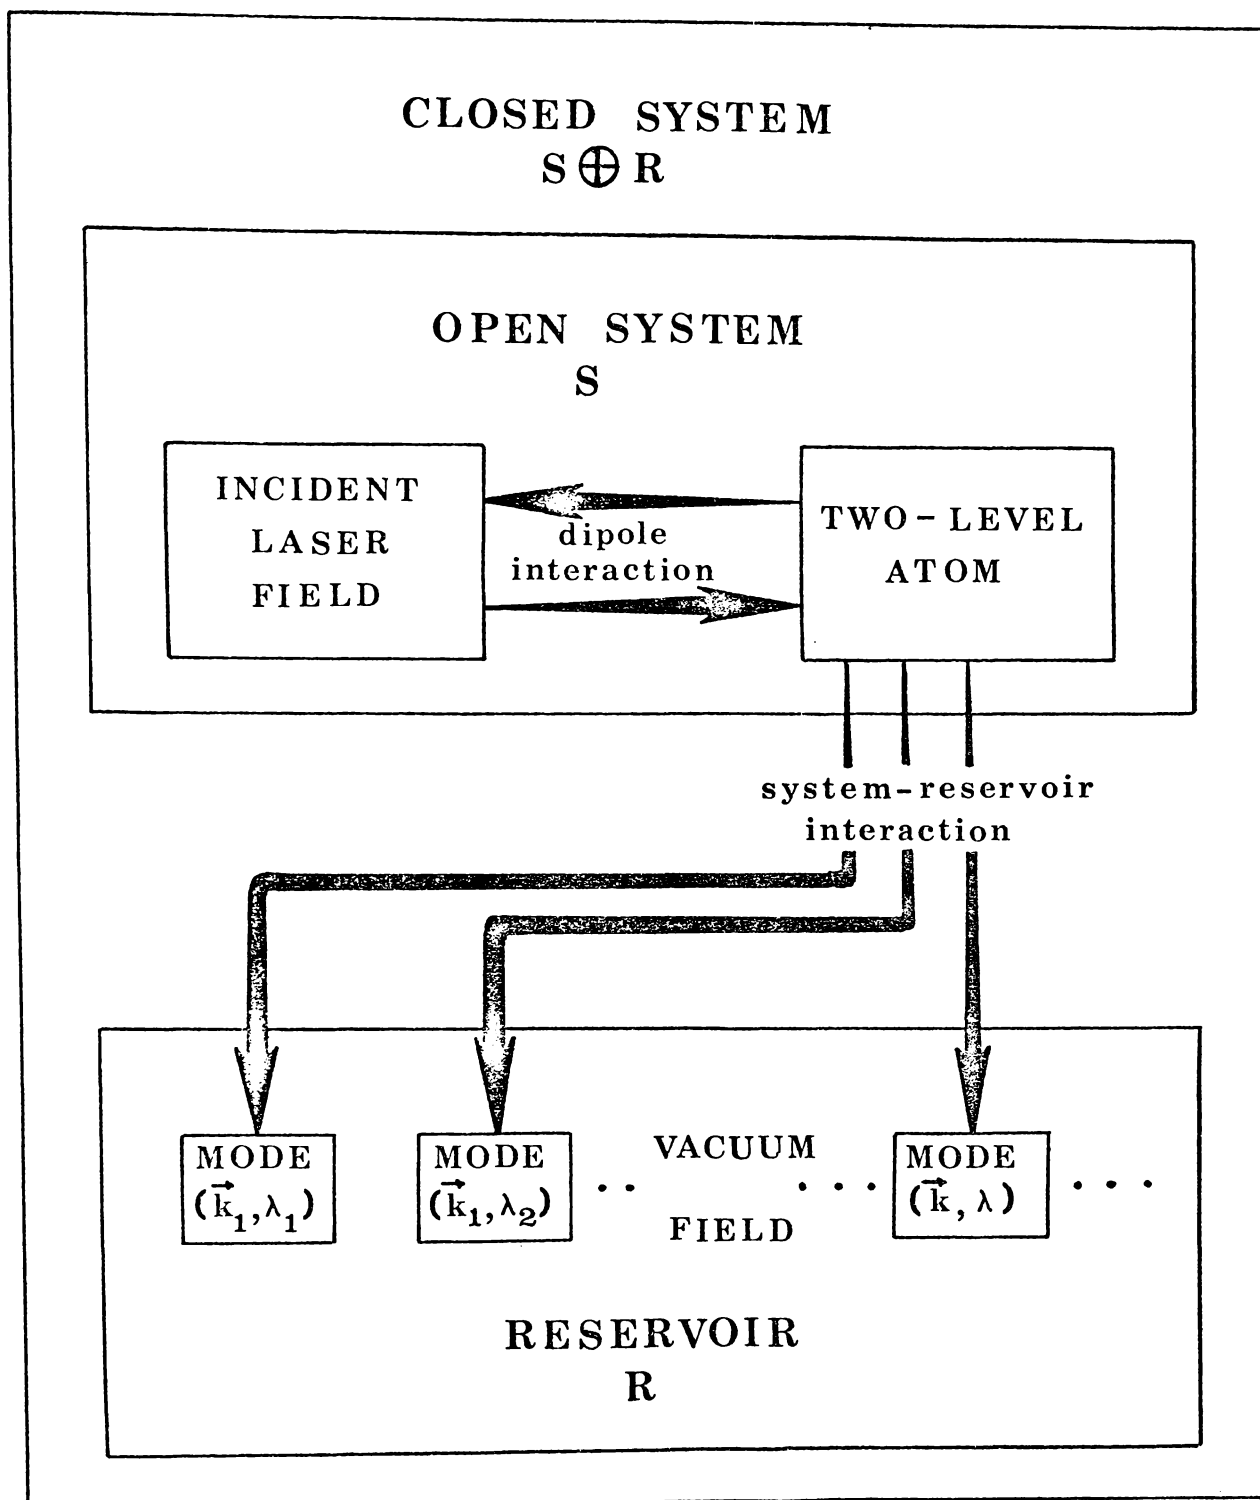 CLOSED SYSTEM
S ⊕ R
OPEN SYSTEM
S
INCIDENT
LASER
FIELD
dipole
interaction
TWO-LEVEL
ATOM
system-reservoir
interaction
MODE
(k⃗₁,λ₁)
MODE
(k⃗₁,λ₂)
..
VACUUM
FIELD
...
MODE
(k⃗, λ)
...
RESERVOIR
R